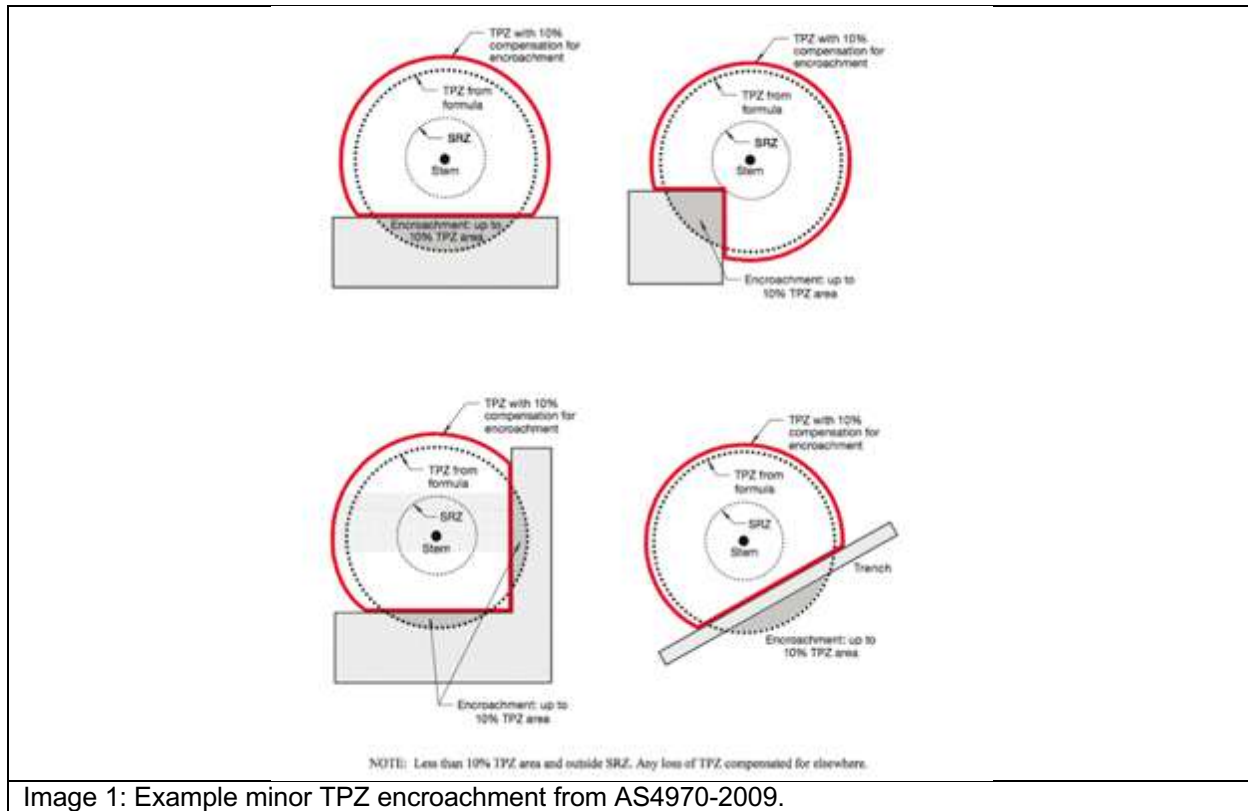 TPZ with 10%
compensation for
encroachment
TPZ from
formula
SRZ
Stem
Encroachment: up to
10% TPZ area
TPZ with 10%
compensation for
encroachment
TPZ from
formula
SRZ
Stem
Encroachment: up to
10% TPZ area
TPZ with 10%
compensation for
encroachment
TPZ from
formula
SRZ
Stem
Encroachment: up to
10% TPZ area
TPZ with 10%
compensation for
encroachment
TPZ from
formula
SRZ
Stem
Trench
Encroachment: up to
10% TPZ area
NOTE: Less than 10% TPZ area and outside SRZ. Any loss of TPZ compensated for elsewhere.
Image 1: Example minor TPZ encroachment from AS4970-2009.